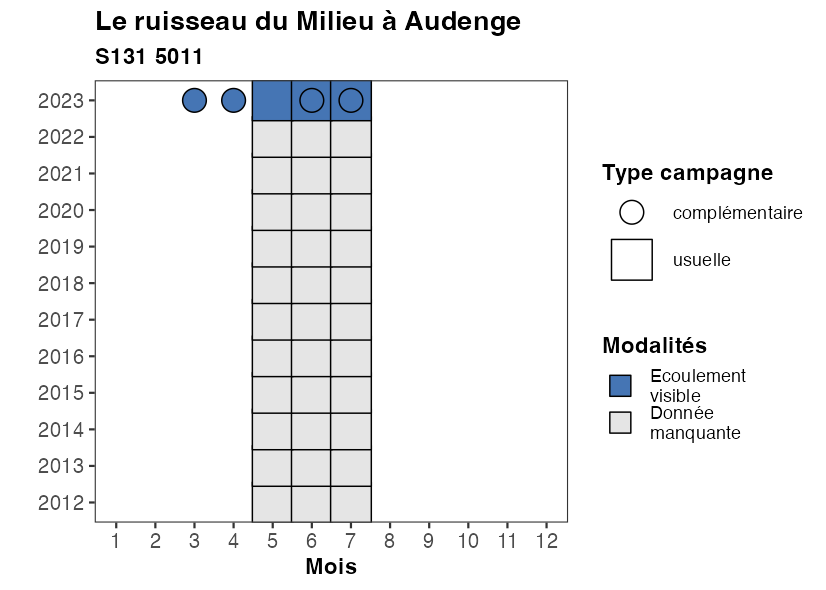 Le ruisseau du Milieu à Audenge
S131 5011
2023
2022
2021
2020
2019
2018
2017
2016
2015
2014
2013
2012
1 2 3 4 5 6 7 8 9 10 11 12
Mois
Type campagne
complémentaire
usuelle
Modalités
Ecoulement
visible
Donnée
manquante